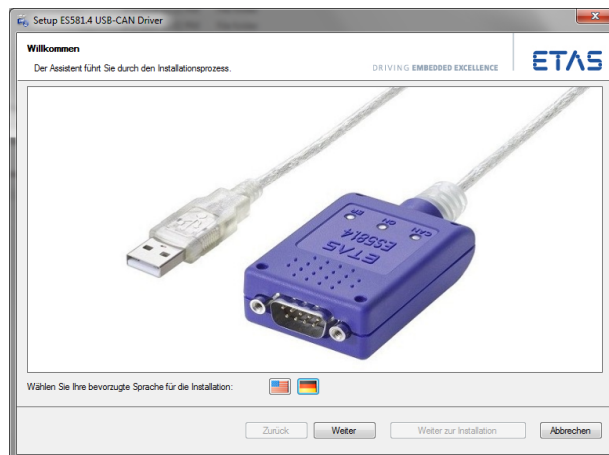 Setup ES581.4 USB-CAN Driver
Willkommen
Der Assistent führt Sie durch den Installationsprozess.
DRIVING EMBEDDED EXCELLENCE
ETAS
CAN
ETAS
ES581.4
Wählen Sie Ihre bevorzugte Sprache für die Installation:
Zurück
Weiter
Weiter zur Installation
Abbrechen